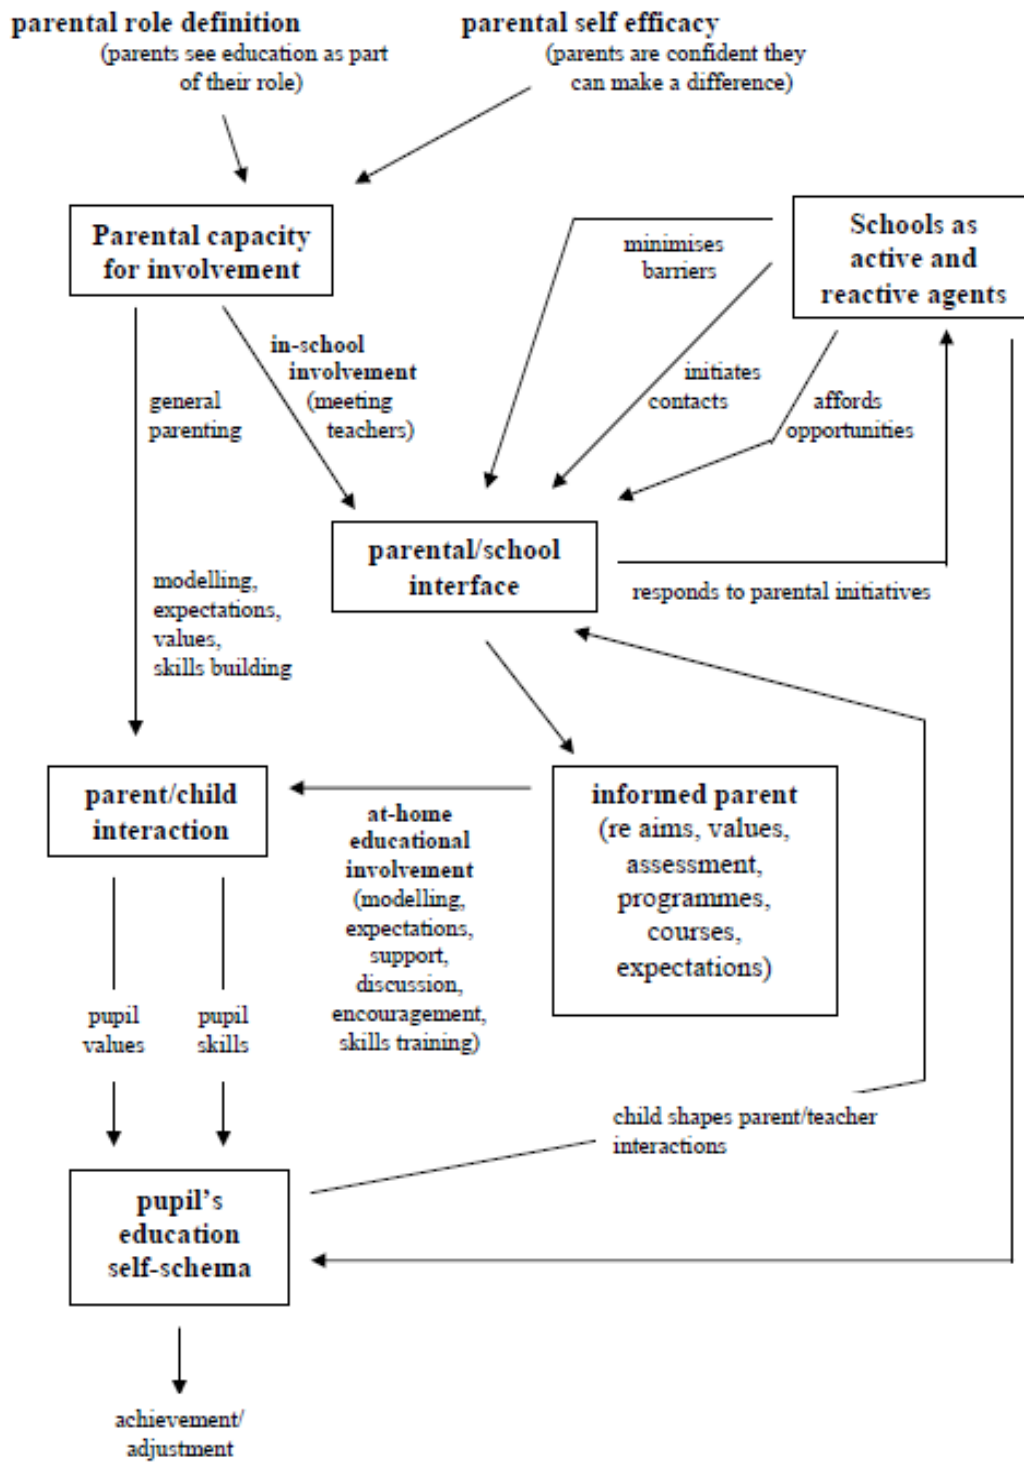 parental role definition
(parents see education as part
of their role)
parental self efficacy
(parents are confident they
can make a difference)
Parental capacity
for involvement
Schools as
active and
reactive agents
minimises
barriers
in-school
involvement
(meeting
teachers)
general
parenting
initiates
contacts
affords
opportunities
parental/school
interface
responds to parental initiatives
modelling,
expectations,
values,
skills building
parent/child
interaction
at-home
educational
involvement
(modelling,
expectations,
support,
discussion,
encouragement,
skills training)
informed parent
(re aims, values,
assessment,
programmes,
courses,
expectations)
pupil
values
pupil
skills
child shapes parent/teacher
interactions
pupil's
education
self-schema
achievement/
adjustment